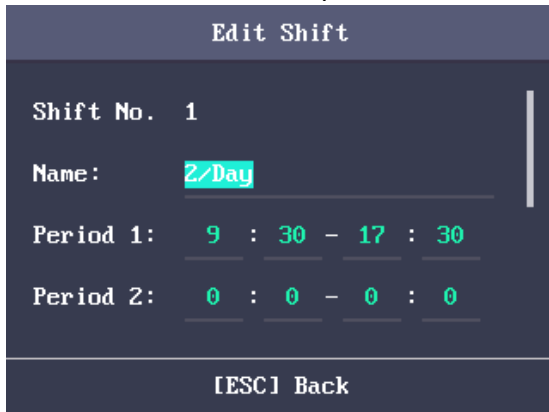 Edit Shift
Shift No. 1
Name: 2/Day
Period 1: 9 : 30 - 17 : 30
Period 2: 0 : 0 - 0 : 0
[ESC] Back